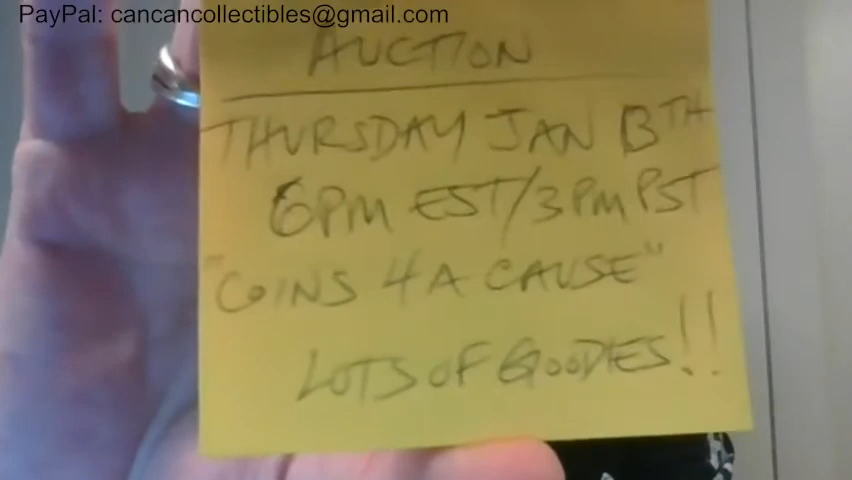 PayPal: cancancollectibles@gmail.com
AUCTION
THURSDAY JAN 13TH
6PM EST/3PM PST
"COINS 4 A CAUSE"
LOTS OF GOODIES!!